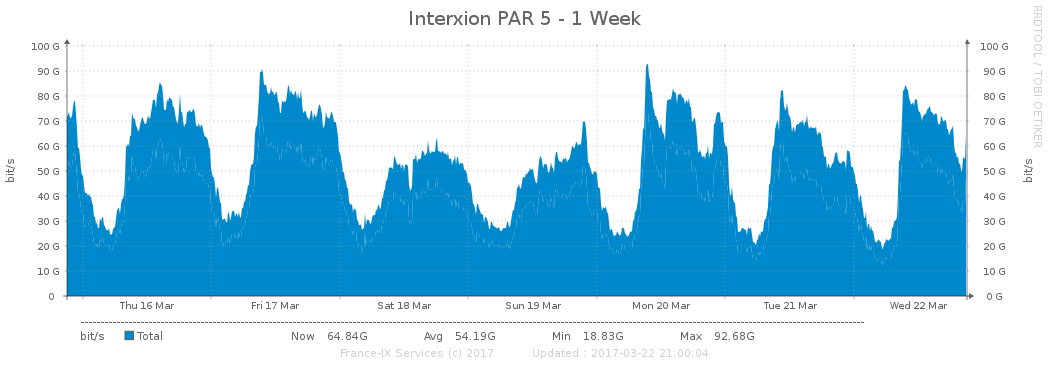 Interxion PAR 5 - 1 Week
RRDTOOL / TOBI OETIKER
bit/s
100 G
90 G
80 G
70 G
60 G
50 G
40 G
30 G
20 G
10 G
0
100 G
90 G
80 G
70 G
60 G
50 G
40 G
30 G
20 G
10 G
0 G
bit/s
Thu 16 Mar Fri 17 Mar Sat 18 Mar Sun 19 Mar Mon 20 Mar Tue 21 Mar Wed 22 Mar
bit/s Total Now 64.84G Avg 54.19G Min 18.83G Max 92.68G
France-IX Services (c) 2017 Updated : 2017-03-22 21:00:04